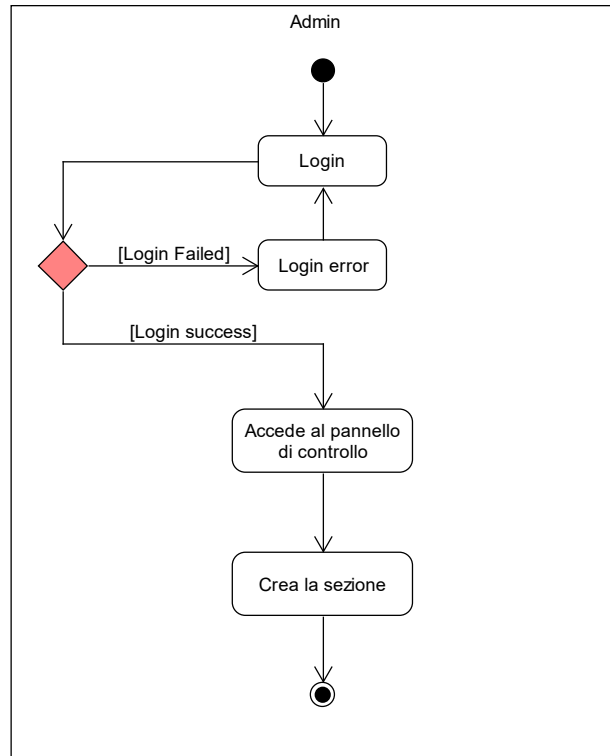 Admin
Login
[Login Failed]
Login error
[Login success]
Accede al pannello
di controllo
Crea la sezione